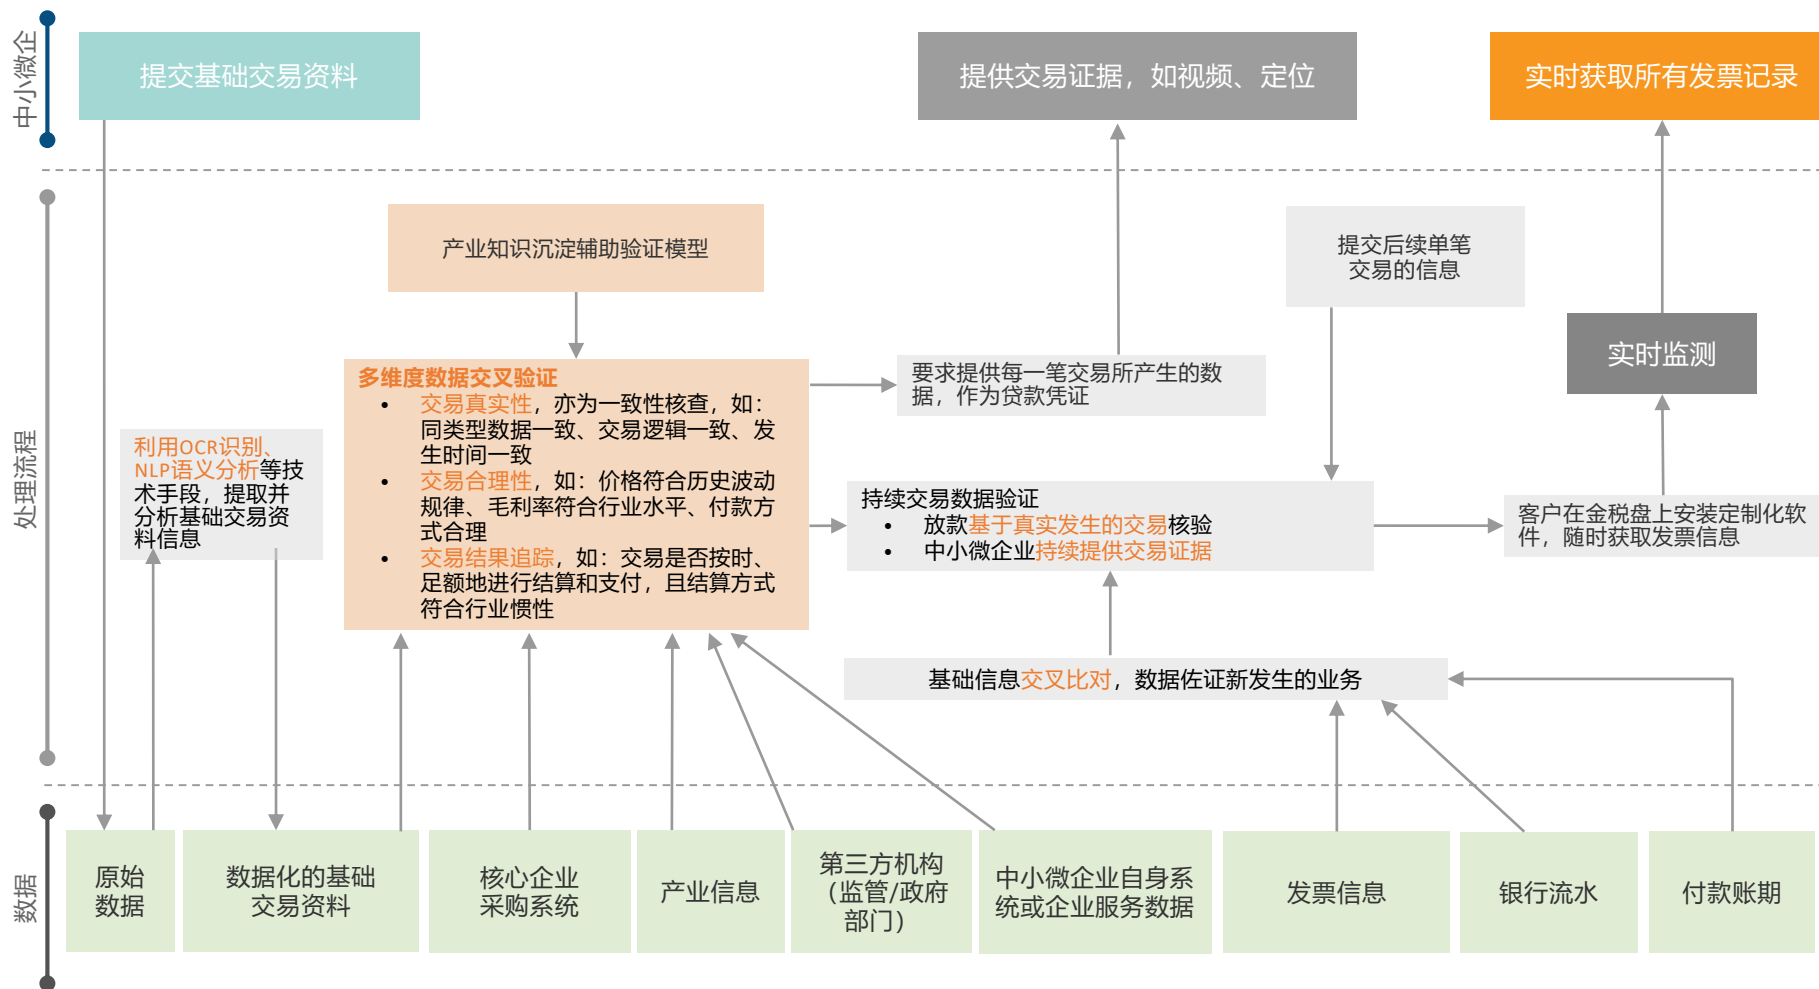 中小微企
提交基础交易资料
提供交易证据，如视频、定位
实时获取所有发票记录
处理流程
产业知识沉淀辅助验证模型
提交后续单笔
交易的信息
实时监测
多维度数据交叉验证
• 交易真实性，亦为一致性核查，如：
同类型数据一致、交易逻辑一致、发
生时间一致
• 交易合理性，如：价格符合历史波动
规律、毛利率符合行业水平、付款方
式合理
• 交易结果追踪，如：交易是否按时、
足额地进行结算和支付，且结算方式
符合行业惯性
要求提供每一笔交易所产生的数
据，作为贷款凭证
利用OCR识别、
NLP语义分析等技
术手段，提取并
分析基础交易资
料信息
持续交易数据验证
• 放款基于真实发生的交易核验
• 中小微企业持续提供交易证据
客户在金税盘上安装定制化软
件，随时获取发票信息
基础信息交叉比对，数据佐证新发生的业务
数据
原始
数据
数据化的基础
交易资料
核心企业
采购系统
产业信息
第三方机构
（监管/政府
部门）
中小微企业自身系
统或企业服务数据
发票信息
银行流水
付款账期